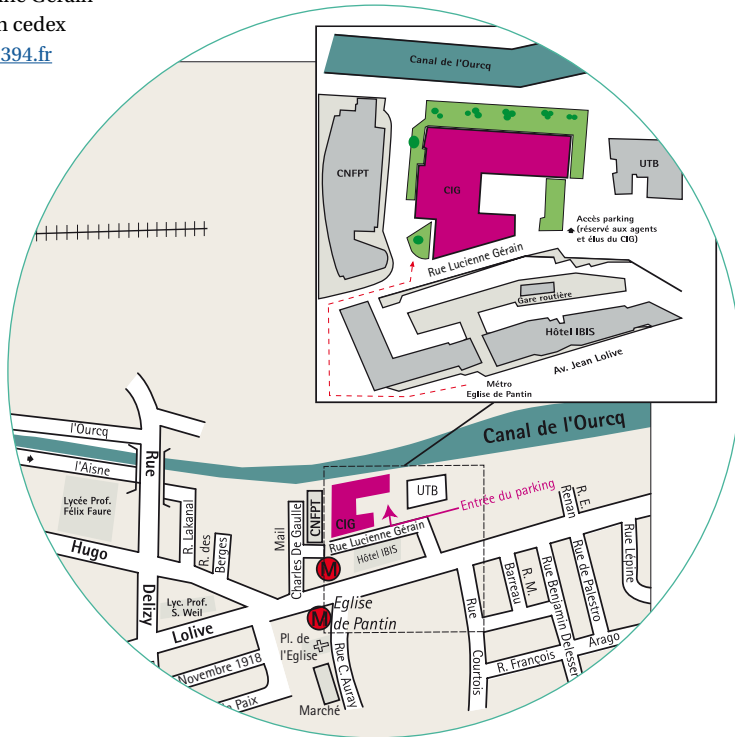 ne Gérain
n cedex
394.fr
Canal de l'Ourcq
CNFPT
CIG
UTB
Accès parking
(réservé aux agents
et élus du CIG)
Rue Lucienne Gérain
Gare routière
Hôtel IBIS
Av. Jean Lolive
Métro
Eglise de Pantin
Canal de l'Ourcq
l'Ourcq
l'Aisne
Rue
Delizy
Lycée Prof.
Félix Faure
Hugo
R. Lakanal
R. des
Berges
Mail
Charles De Gaulle
CNFPT
CIG
UTB
Entrée du parking
Rue Lucienne Gérain
Hôtel IBIS
M
M
Eglise
de Pantin
Lyc. Prof.
S. Weil
Lolive
Novembre 1918
Paix
Pl. de
l'Eglise
Marché
Rue C. Auray
Rue
Courtois
R. François
Arago
R. M.
Barreau
Rue Benjamin Delessert
Rue de Palestro
R. E.
Renan
Rue Lépine